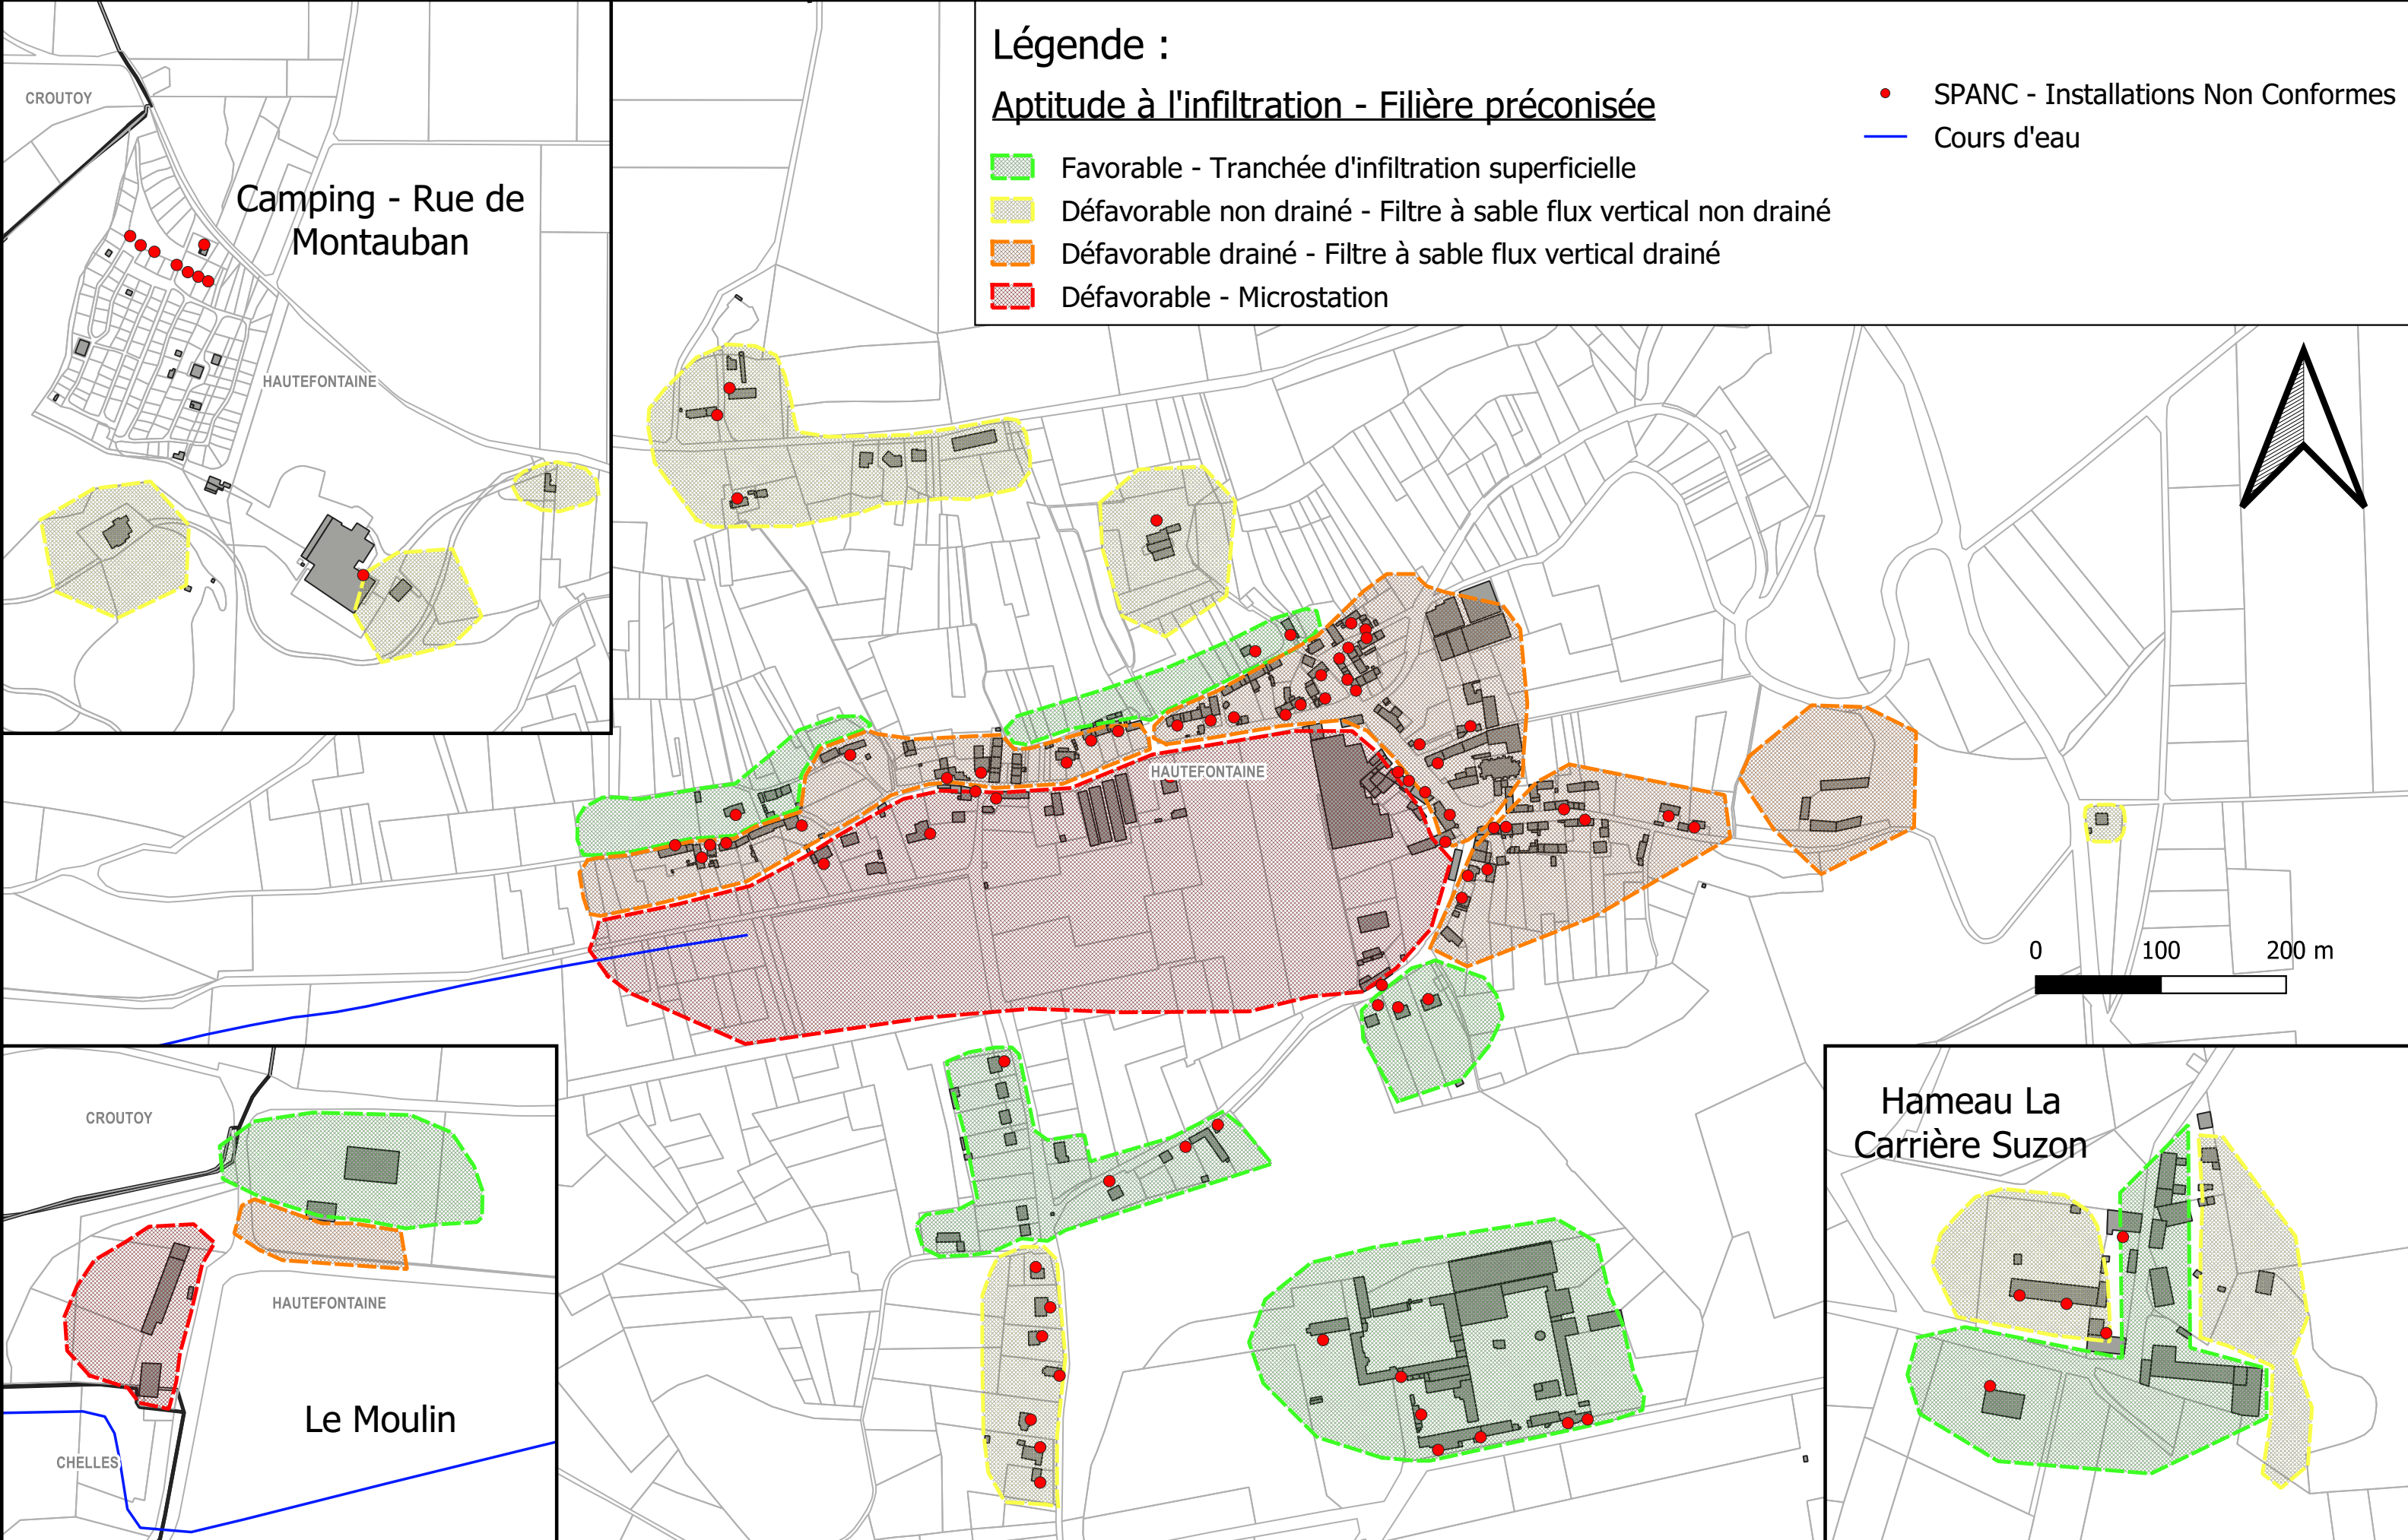 Légende :
Aptitude à l'infiltration - Filière préconisée
Favorable - Tranchée d'infiltration superficielle
Défavorable non drainé - Filtre à sable flux vertical non drainé
Défavorable drainé - Filtre à sable flux vertical drainé
Défavorable - Microstation
SPANC - Installations Non Conformes
Cours d'eau
CROUTOY
Camping - Rue de
Montauban
HAUTEFONTAINE
HAUTEFONTAINE
0 100 200 m
CROUTOY
HAUTEFONTAINE
Le Moulin
CHELLES
Hameau La
Carrière Suzon